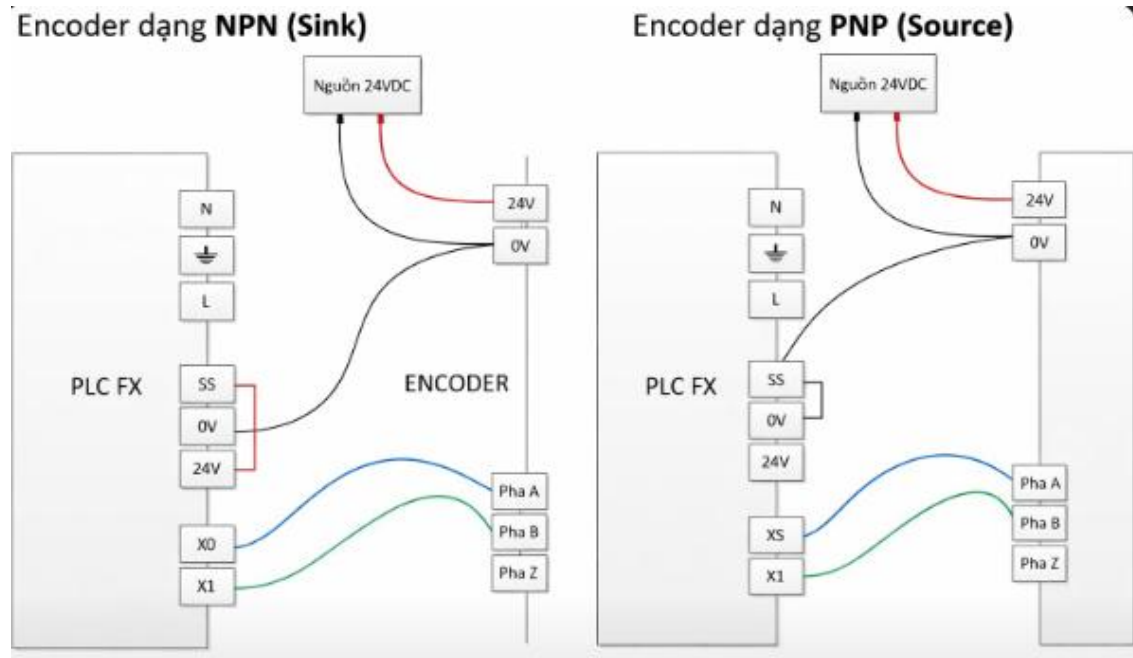 Encoder dạng NPN (Sink)
Nguồn 24VDC
N
L
SS
0V
24V
X0
X1
PLC FX
ENCODER
24V
0V
Pha A
Pha B
Pha Z
Encoder dạng PNP (Source)
Nguồn 24VDC
N
L
SS
0V
24V
XS
X1
PLC FX
24V
0V
Pha A
Pha B
Pha Z